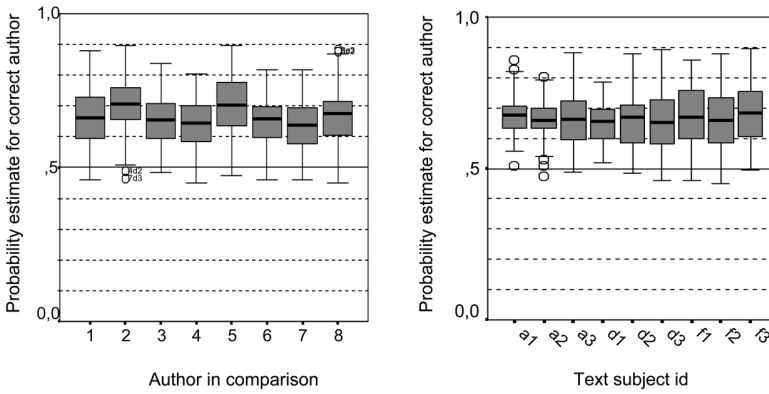 Probability estimate for correct author
1,0
,5
0,0
4d2
7d3
1 2 3 4 5 6 7 8
Author in comparison
Probability estimate for correct author
1,0
,5
0,0
a1 a2 a3 d1 d2 d3 f1 f2 f3
Text subject id